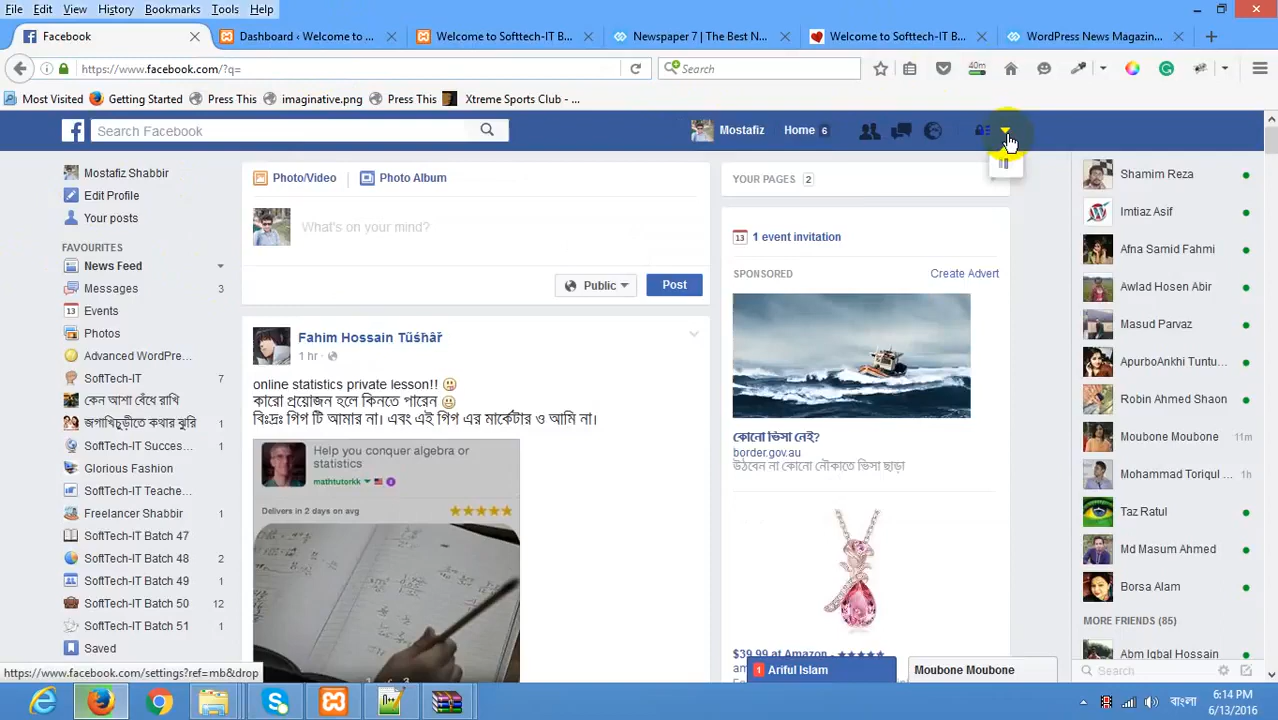 File Edit View History Bookmarks Tools Help
Facebook
Dashboard ‹ Welcome to ...
Welcome to Softtech-IT B...
Newspaper 7 | The Best N...
Welcome to Softtech-IT B...
WordPress News Magazin...
https://www.facebook.com/?q=
Search
40m
Most Visited Getting Started Press This imaginative.png Press This Xtreme Sports Club - ...
Search Facebook
Mostafiz Home 6
Mostafiz Shabbir
Edit Profile
Your posts
FAVOURITES
News Feed
Messages 3
Events
Photos
Advanced WordPre...
SoftTech-IT 7
কেন আশা বেঁধে রাখি
জগাখিচুড়ীতে কথার ঝুরি
SoftTech-IT Succes...
Glorious Fashion
SoftTech-IT Teache...
Freelancer Shabbir 1
SoftTech-IT Batch 47
SoftTech-IT Batch 48 2
SoftTech-IT Batch 49 1
SoftTech-IT Batch 50 12
SoftTech-IT Batch 51 1
Saved
https://www.facebook.com/settings?ref=mb&drop
Photo/Video Photo Album
What's on your mind?
Public Post
Fahim Hossain Tűśhâř
1 hr ·
online statistics private lesson!!
কারো প্রয়োজন হলে কিনতে পারেন
বিঃদ্রঃ গিগ টি আমার না। এবং এই গিগ এর মার্কেটার ও আমি না।
Help you conquer algebra or
statistics
mathtutorkk
Delivers in 2 days on avg
YOUR PAGES 2
13 1 event invitation
SPONSORED Create Advert
কোনো ভিসা নেই?
border.gov.au
উঠবেন না কোনো নৌকাতে ভিসা ছাড়া
$39.99 at Amazon -
Shamim Reza
Imtiaz Asif
Afna Samid Fahmi
Awlad Hosen Abir
Masud Parvaz
ApurboAnkhi Tuntu...
Robin Ahmed Shaon
Moubone Moubone 11m
Mohammad Toriqul ... 1h
Taz Ratul
Md Masum Ahmed
Borsa Alam
MORE FRIENDS (85)
Abm Iqbal Hossain
Search
1 Ariful Islam
Moubone Moubone
বাংলা
6:14 PM
6/13/2016